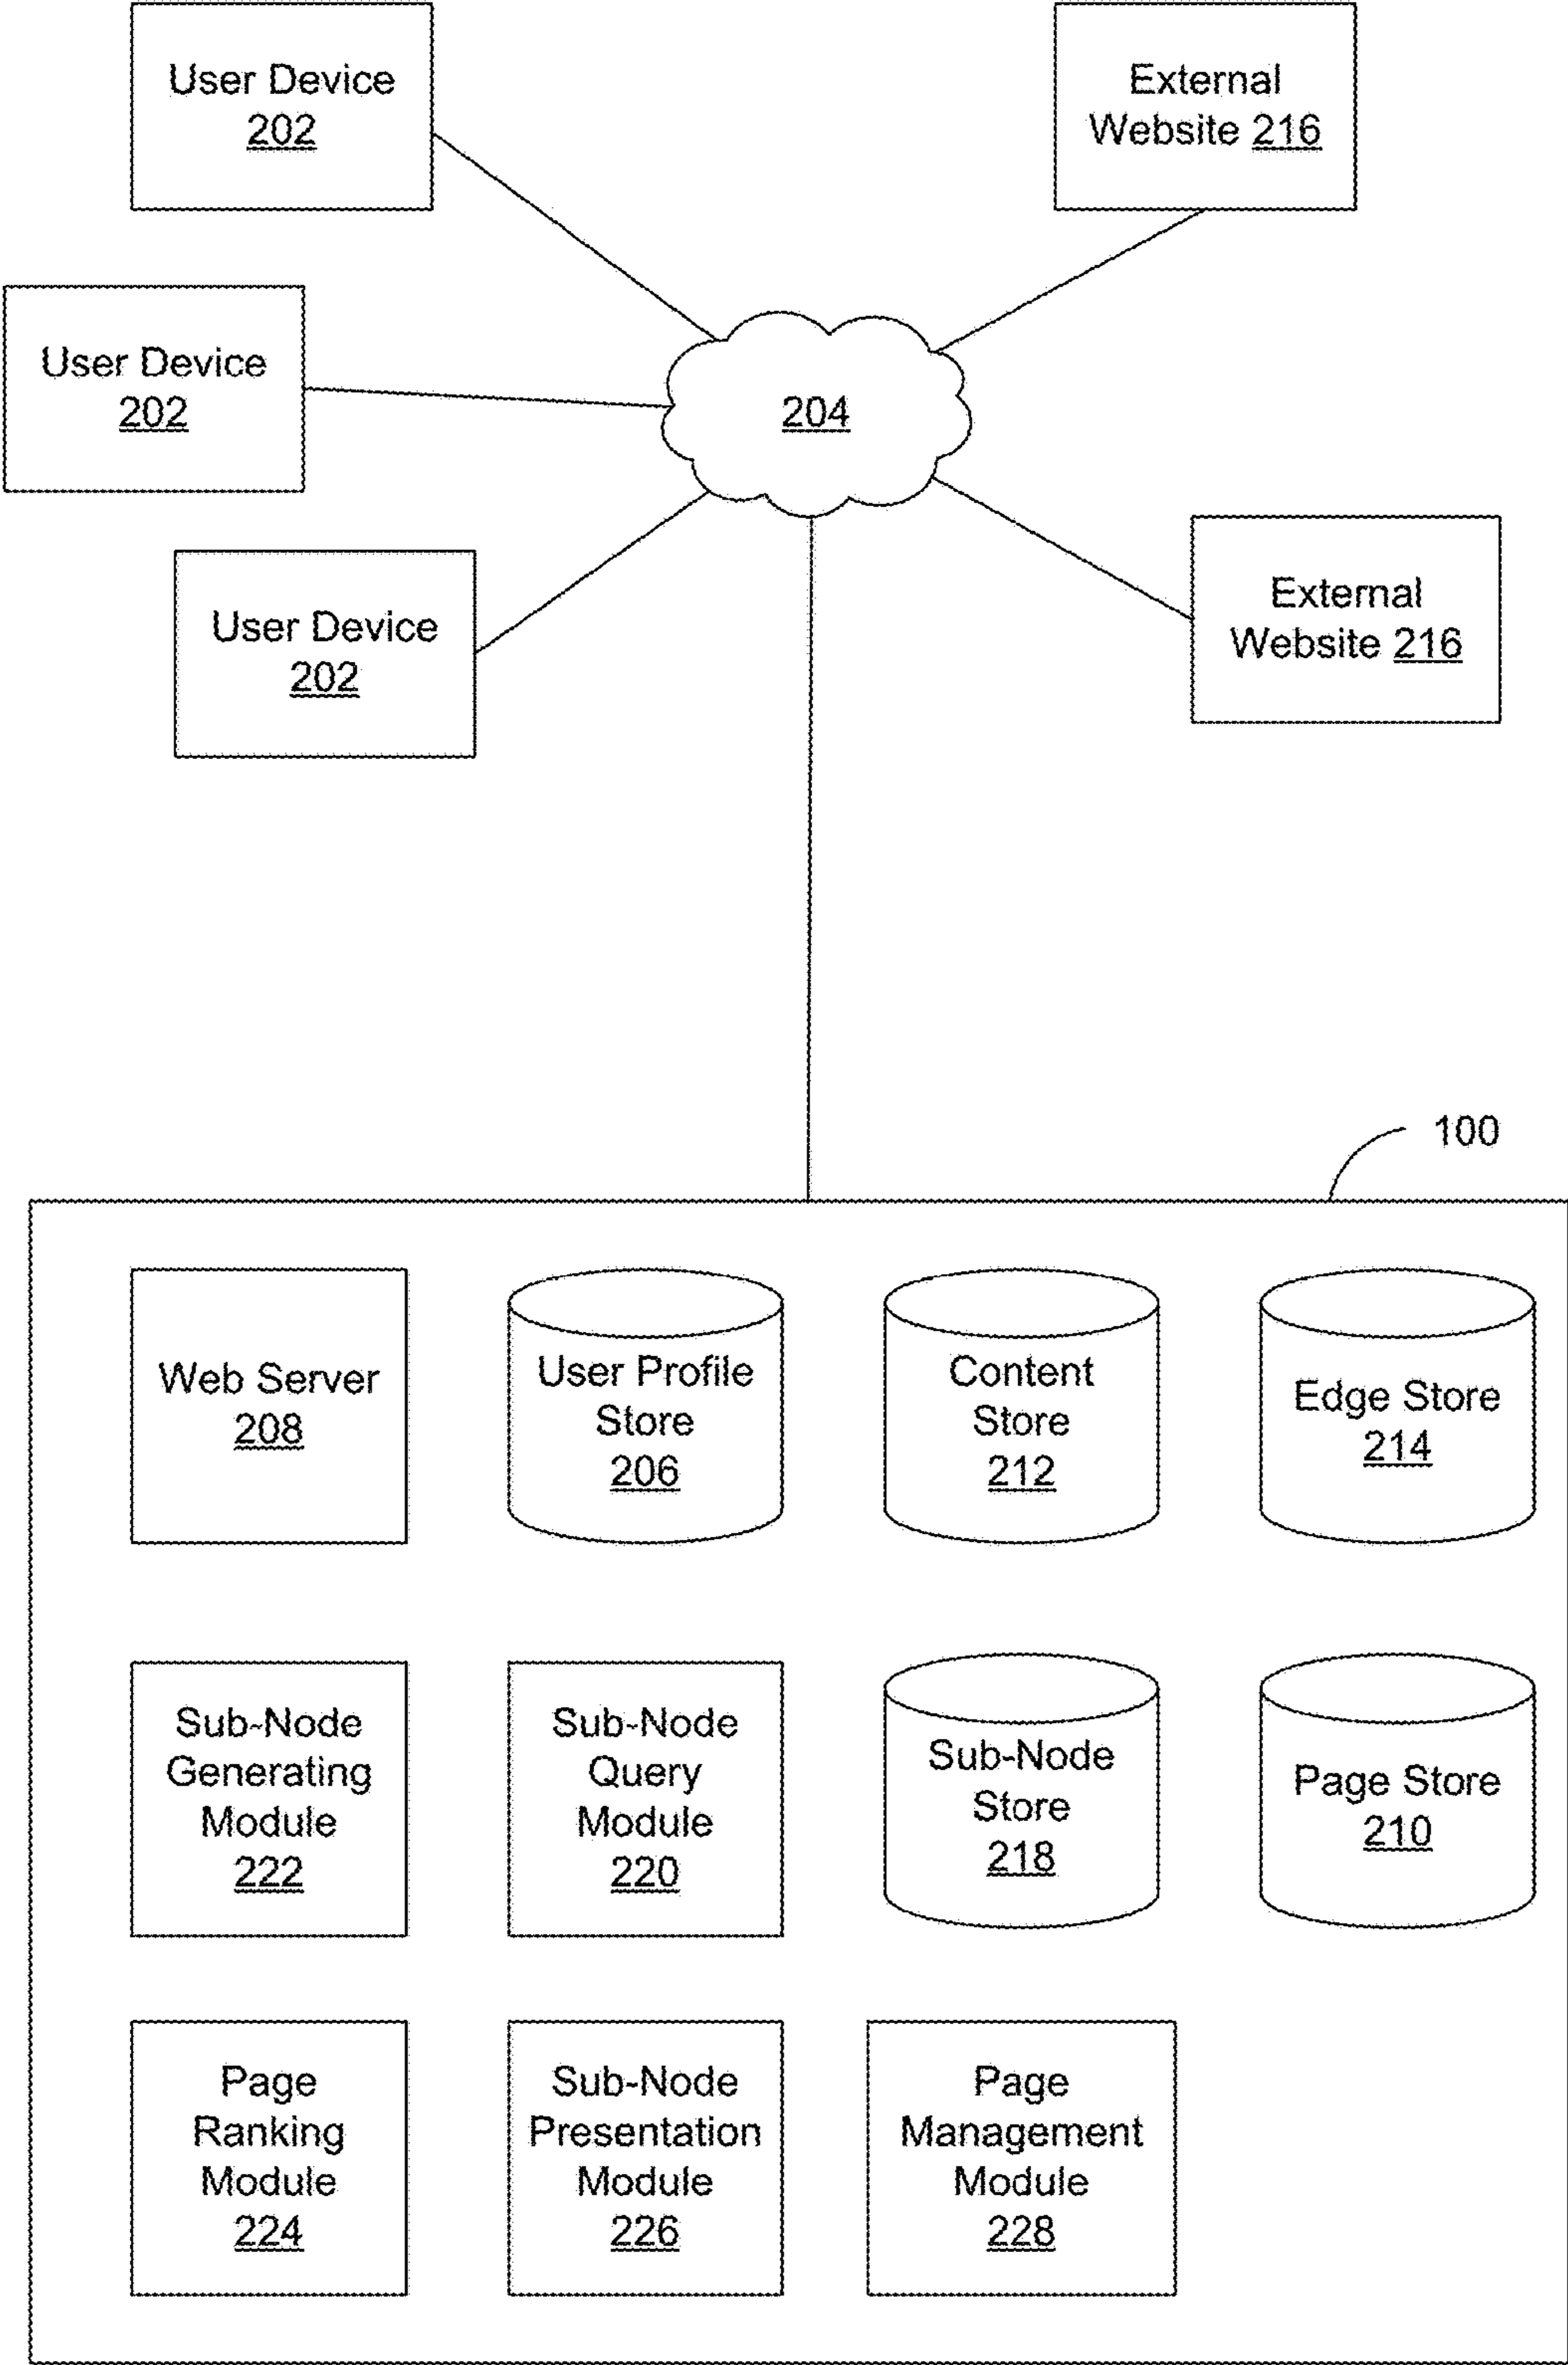 User Device
202
External
Website 216
User Device
202
204
User Device
202
External
Website 216
100
Web Server
208
User Profile
Store
206
Content
Store
212
Edge Store
214
Sub-Node
Generating
Module
222
Sub-Node
Query
Module
220
Sub-Node
Store
218
Page Store
210
Page
Ranking
Module
224
Sub-Node
Presentation
Module
226
Page
Management
Module
228